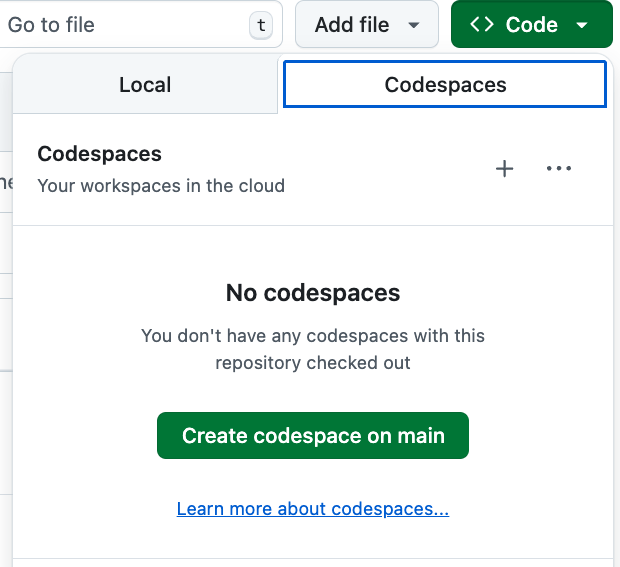 Go to file
t
Add file
<> Code
Local
Codespaces
Codespaces
Your workspaces in the cloud
No codespaces
You don't have any codespaces with this
repository checked out
Create codespace on main
Learn more about codespaces...